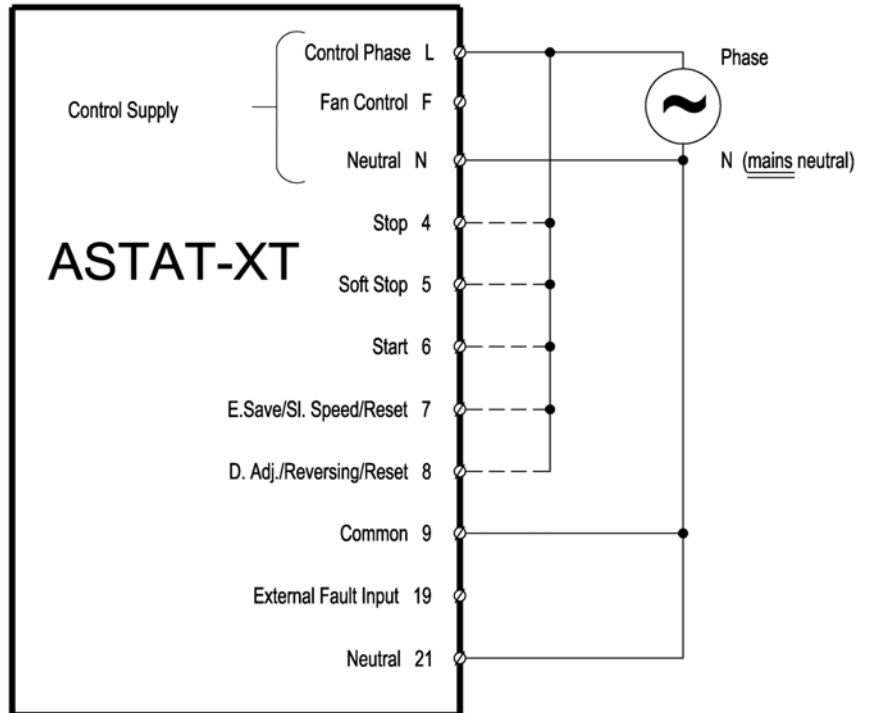 Control Phase L
Phase
Control Supply
Fan Control F
Neutral N
N (mains neutral)
Stop 4
ASTAT-XT
Soft Stop 5
Start 6
E.Save/Sl. Speed/Reset 7
D. Adj./Reversing/Reset 8
Common 9
External Fault Input 19
Neutral 21